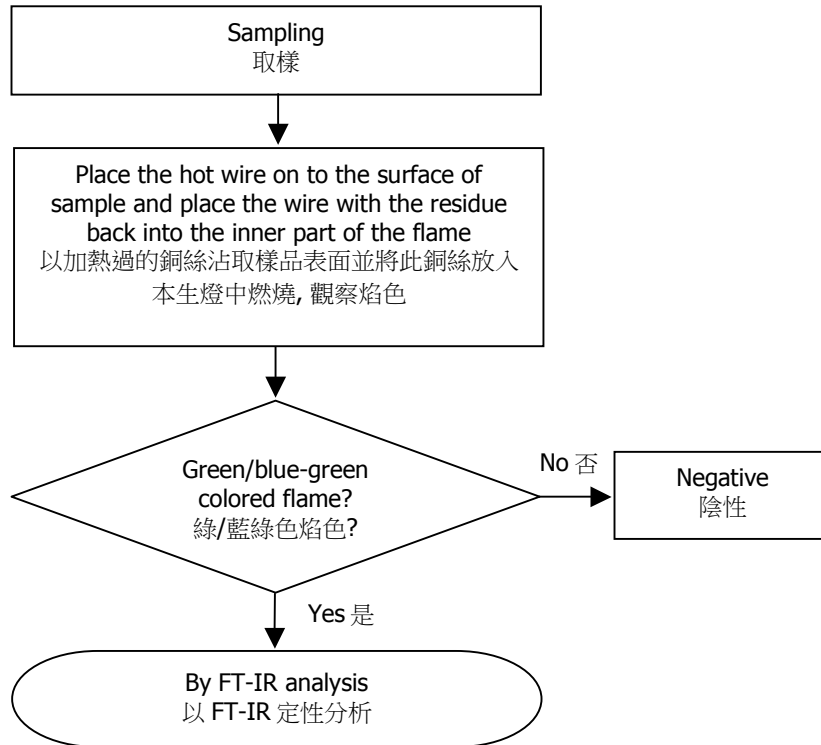 Sampling
取樣
Place the hot wire on to the surface of
sample and place the wire with the residue
back into the inner part of the flame
以加熱過的銅絲沾取樣品表面並將此銅絲放入
本生燈中燃燒, 觀察焰色
Green/blue-green
colored flame?
綠/藍綠色焰色?
No 否
Negative
陰性
Yes 是
By FT-IR analysis
以 FT-IR 定性分析